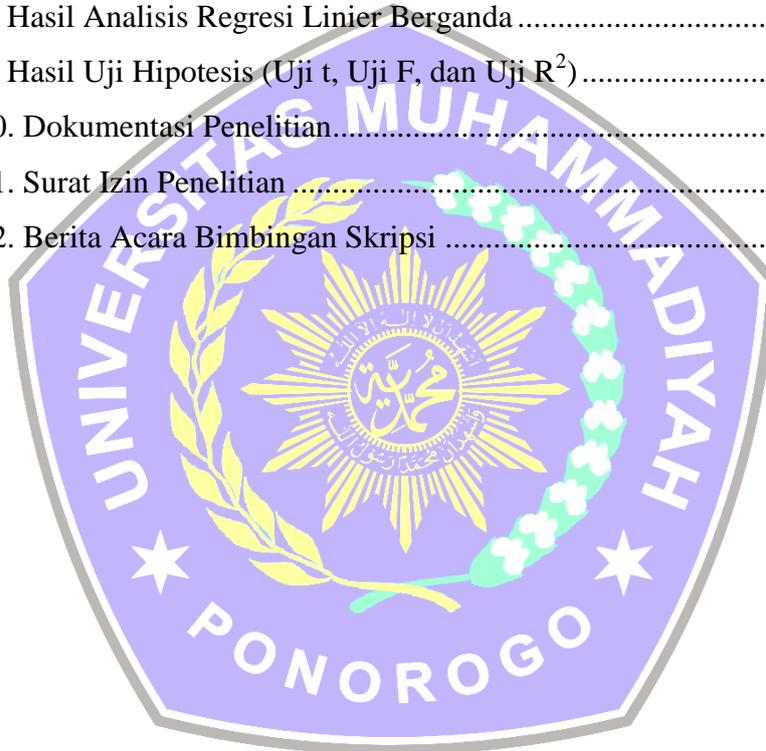 Hasil Analisis Regresi Linier Berganda ..............................
Hasil Uji Hipotesis (Uji t, Uji F, dan Uji R²) ......................
0. Dokumentasi Penelitian ................................................
1. Surat Izin Penelitian .....................................................
2. Berita Acara Bimbingan Skripsi .......................................
UNIVERSITAS MUHAMMADIYAH
محمدية
PONOROGO